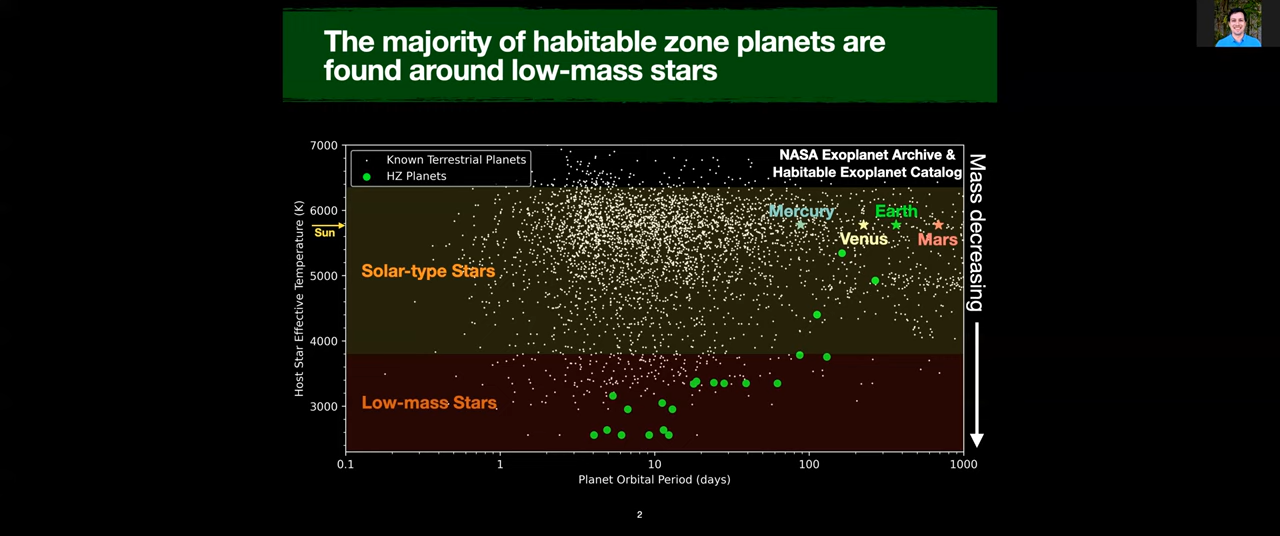 The majority of habitable zone planets are
found around low-mass stars
7000
6000
5000
4000
3000
Host Star Effective Temperature (K)
Sun
Known Terrestrial Planets
HZ Planets
NASA Exoplanet Archive &
Habitable Exoplanet Catalog
Mercury
Earth
Venus
Mars
Solar-type Stars
Low-mass Stars
Mass decreasing
0.1
1
10
100
1000
Planet Orbital Period (days)
2